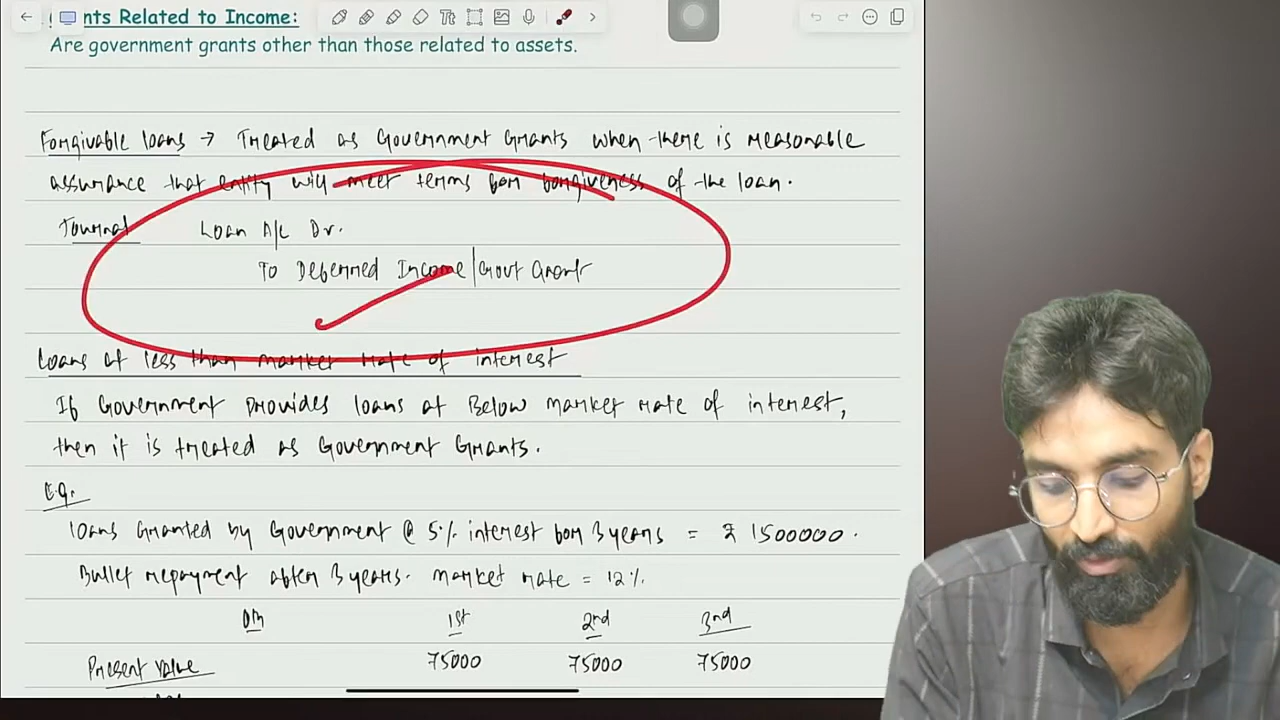 nts Related to Income:
Are government grants other than those related to assets.
Forgivable loans → Treated as Government Grants when there is reasonable
assurance that entity will meet terms for forgiveness of the loan.
Journal Loan A/c Dr.
To Deferred Income/Govt Grants
Loans at less than market rate of interest
If Government provides loans at Below market rate of interest,
then it is treated as Government Grants.
E.g.
loans Granted by Government @ 5% interest for 3 years = ₹ 1500000.
Bullet repayment after 3 years. market rate = 12%
0th 1st 2nd 3rd
Present value 75000 75000 75000